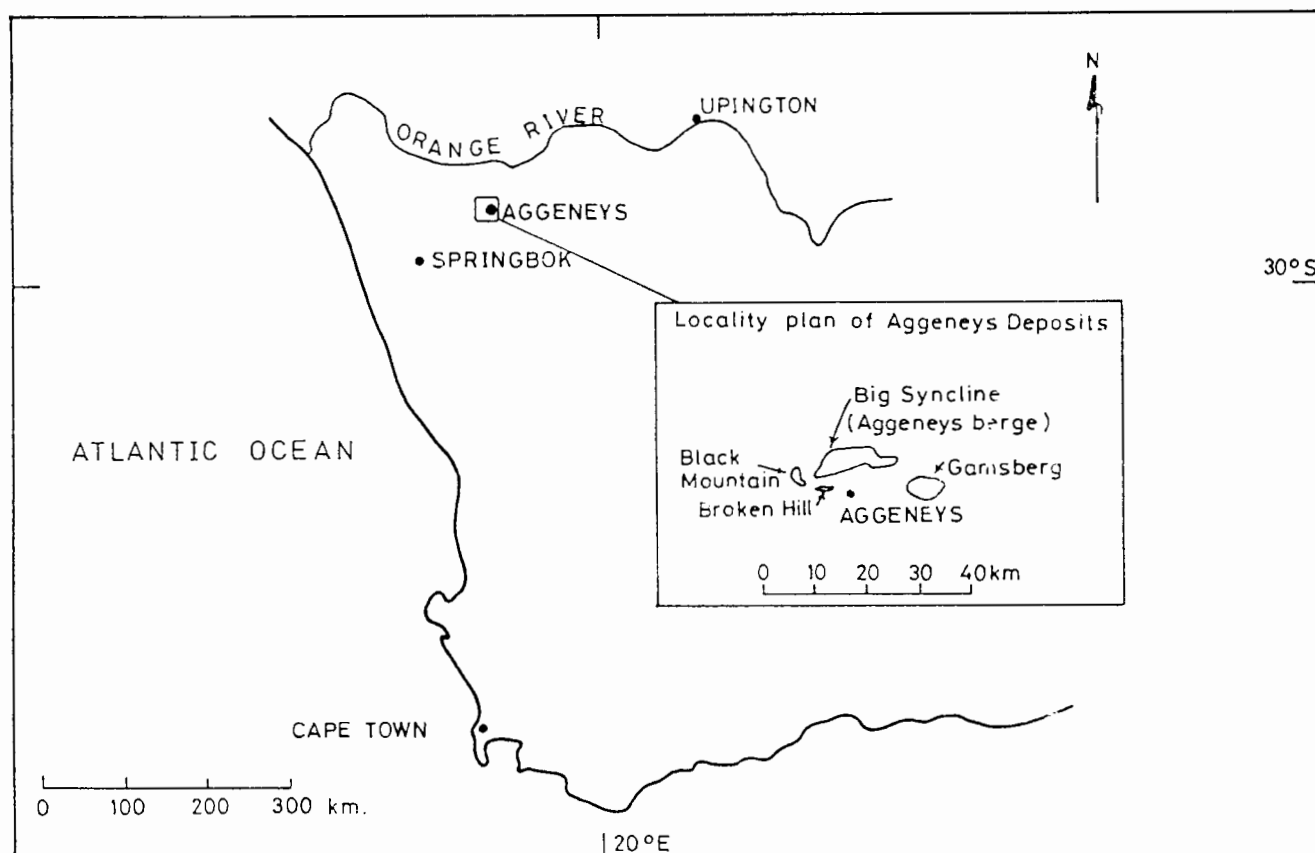 N
UPINGTON
ORANGE RIVER
AGGENEYS
SPRINGBOK
30°S
Locality plan of Aggeneys Deposits
Big Syncline
(Aggeneys berge)
Black
Mountain
Gamsberg
Broken Hill
AGGENEYS
0 10 20 30 40km
ATLANTIC OCEAN
CAPE TOWN
0 100 200 300 km.
20°E